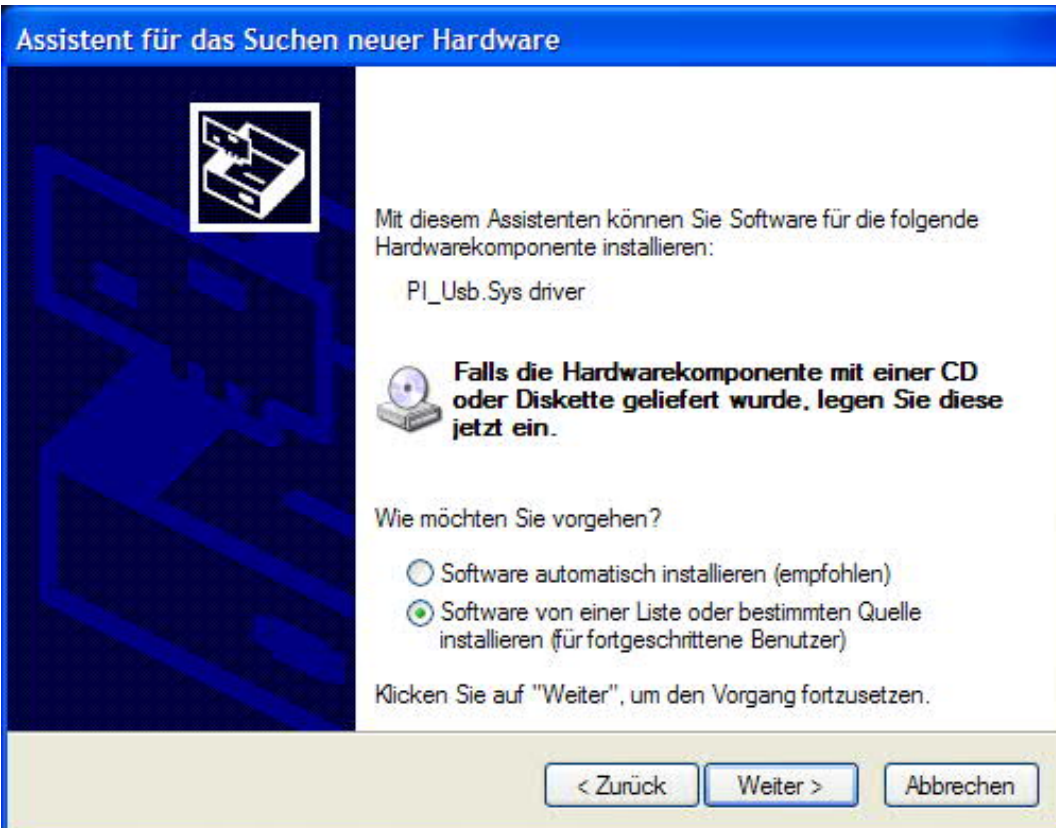 Assistent für das Suchen neuer Hardware
Mit diesem Assistenten können Sie Software für die folgende
Hardwarekomponente installieren:
PI_Usb.Sys driver
Falls die Hardwarekomponente mit einer CD
oder Diskette geliefert wurde, legen Sie diese
jetzt ein.
Wie möchten Sie vorgehen?
Software automatisch installieren (empfohlen)
Software von einer Liste oder bestimmten Quelle
installieren (für fortgeschrittene Benutzer)
Klicken Sie auf "Weiter", um den Vorgang fortzusetzen.
< Zurück Weiter > Abbrechen